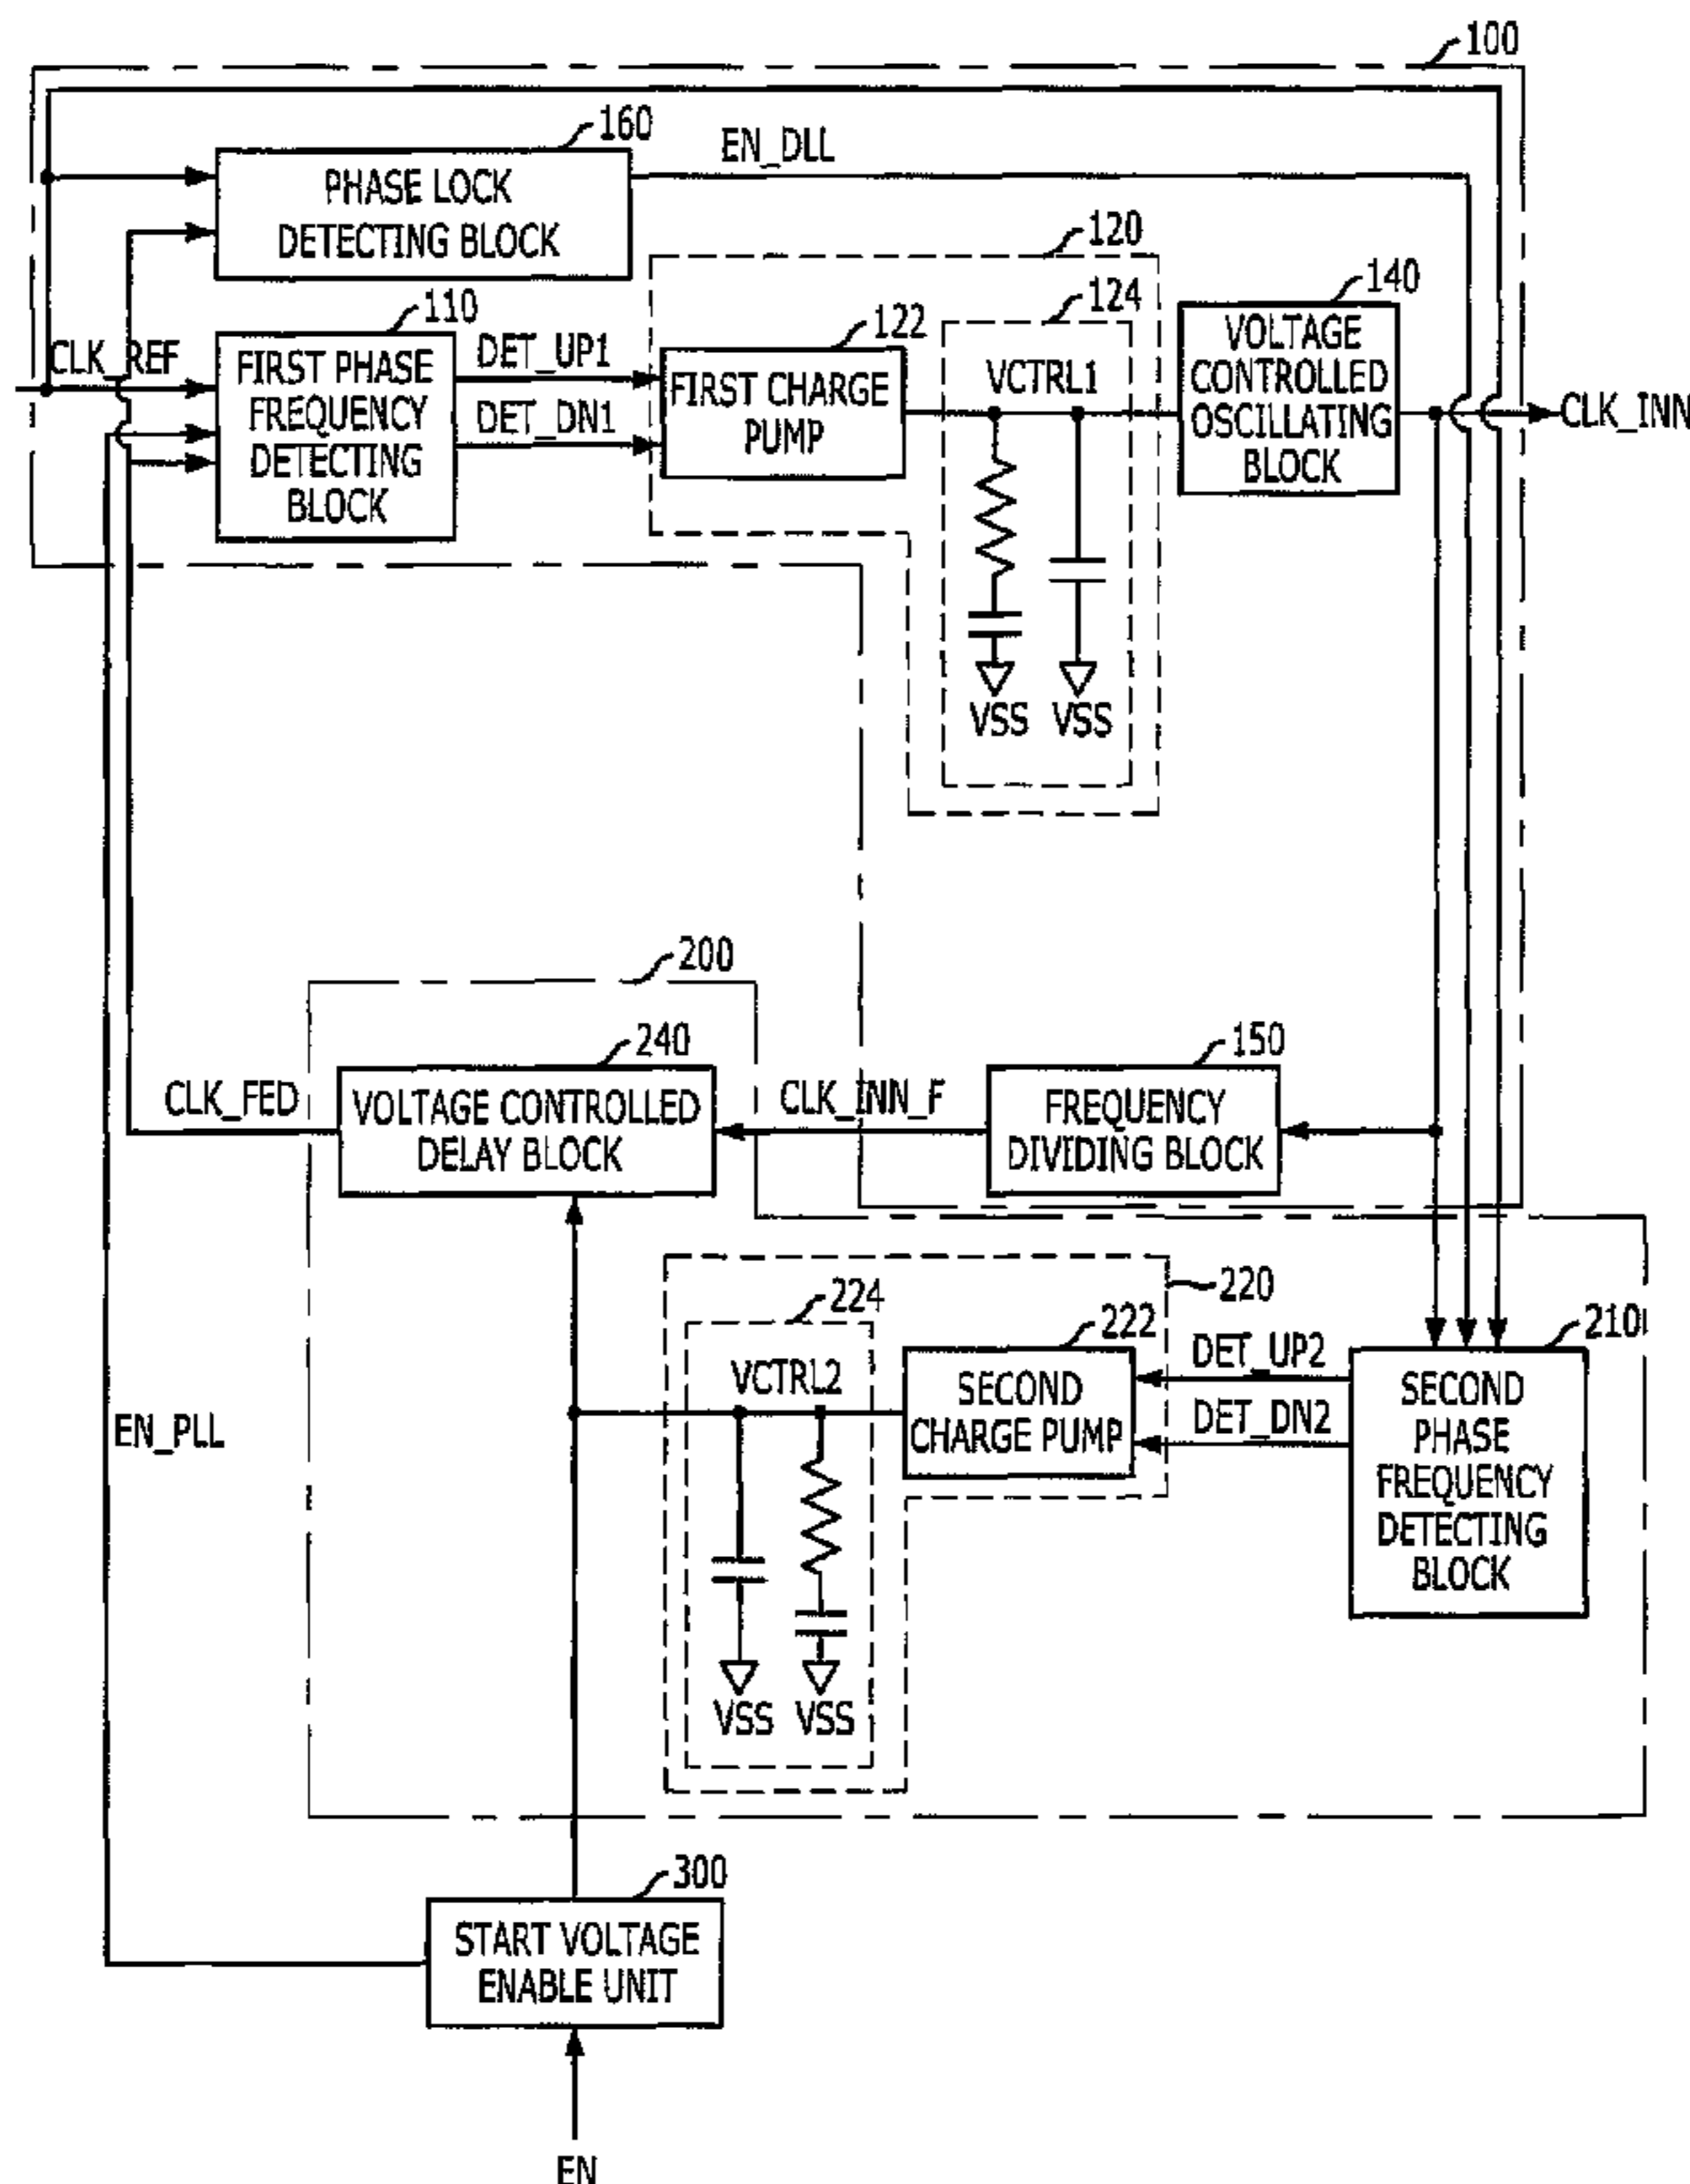 100
160
EN_DLL
PHASE LOCK
DETECTING BLOCK
120
140
110
124
122
CLK_REF
FIRST PHASE
FREQUENCY
DETECTING
BLOCK
DET_UP1
DET_DN1
FIRST CHARGE
PUMP
VCTRL1
VOLTAGE
CONTROLLED
OSCILLATING
BLOCK
CLK_INN
VSS
VSS
200
240
150
CLK_FED
VOLTAGE CONTROLLED
DELAY BLOCK
CLK_INN_F
FREQUENCY
DIVIDING BLOCK
220
224
222
210
VCTRL2
SECOND
CHARGE PUMP
DET_UP2
DET_DN2
SECOND
PHASE
FREQUENCY
DETECTING
BLOCK
EN_PLL
VSS
VSS
300
START VOLTAGE
ENABLE UNIT
EN